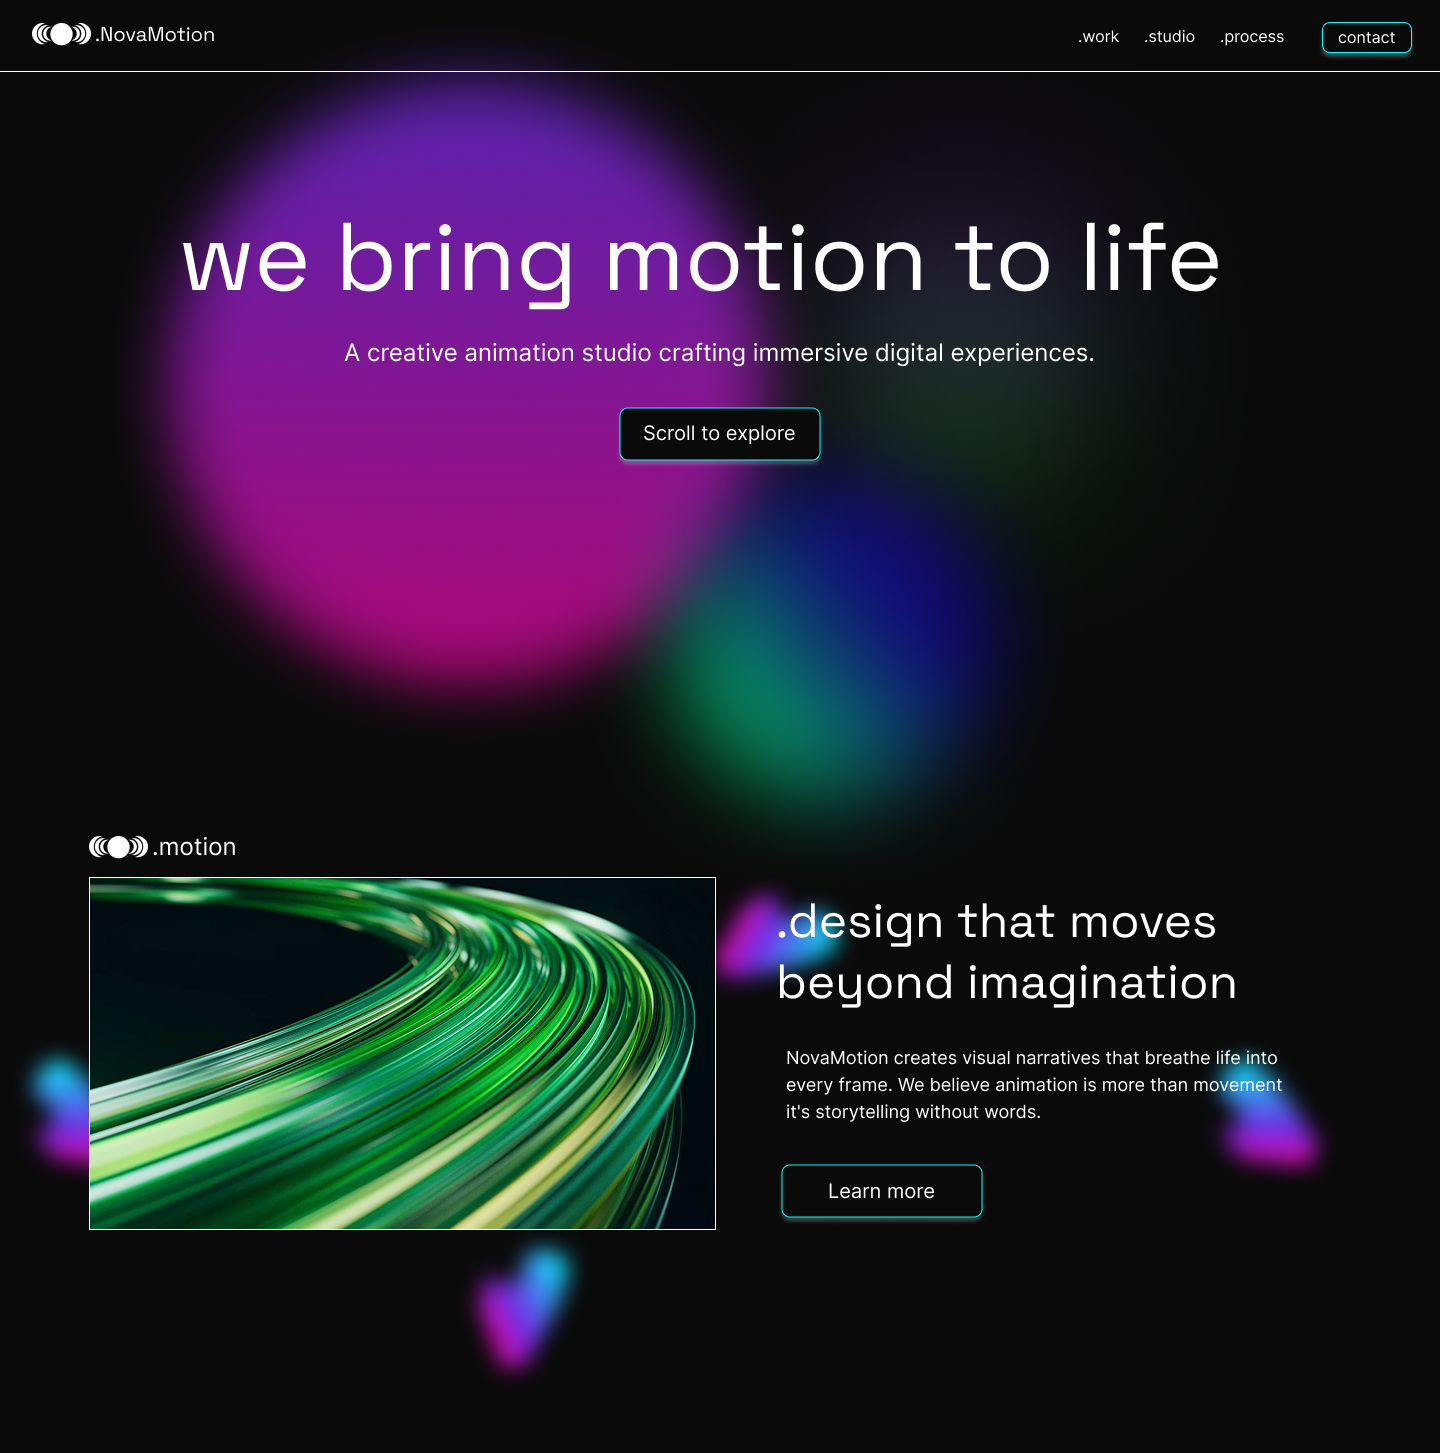 .NovaMotion
.work .studio .process contact
we bring motion to life
A creative animation studio crafting immersive digital experiences.
Scroll to explore
.motion
.design that moves
beyond imagination
NovaMotion creates visual narratives that breathe life into
every frame. We believe animation is more than movement
it's storytelling without words.
Learn more